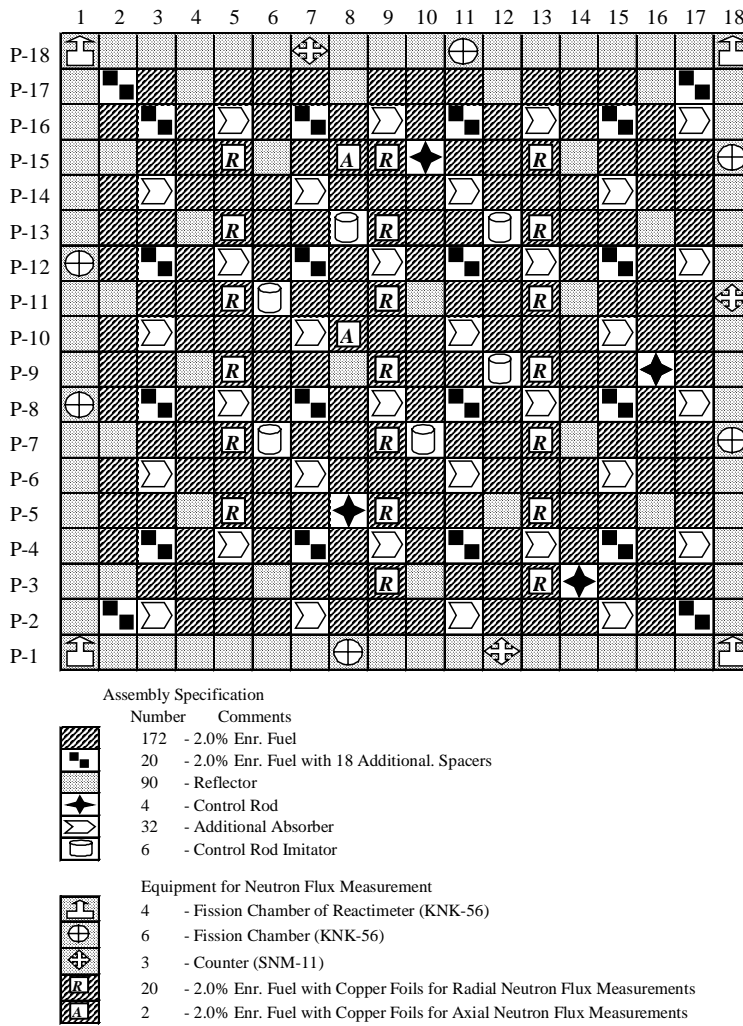 1 2 3 4 5 6 7 8 9 10 11 12 13 14 15 16 17 18
P-18
P-17
P-16
P-15 R A R R
P-14
P-13 R R R
P-12
P-11 R R R
P-10 A
P-9 R R R
P-8
P-7 R R R
P-6
P-5 R R R
P-4
P-3 R R
P-2
P-1
Assembly Specification
Number Comments
172 - 2.0% Enr. Fuel
20 - 2.0% Enr. Fuel with 18 Additional. Spacers
90 - Reflector
4 - Control Rod
32 - Additional Absorber
6 - Control Rod Imitator
Equipment for Neutron Flux Measurement
4 - Fission Chamber of Reactimeter (KNK-56)
6 - Fission Chamber (KNK-56)
3 - Counter (SNM-11)
R 20 - 2.0% Enr. Fuel with Copper Foils for Radial Neutron Flux Measurements
A 2 - 2.0% Enr. Fuel with Copper Foils for Axial Neutron Flux Measurements